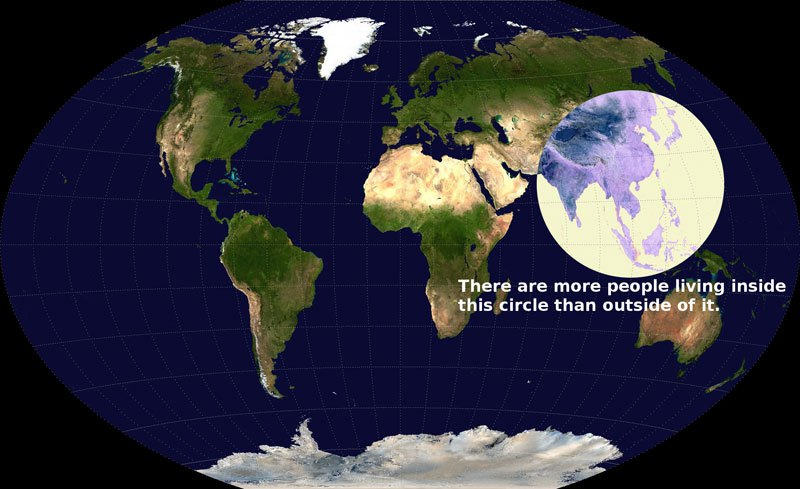 There are more people living inside
this circle than outside of it.